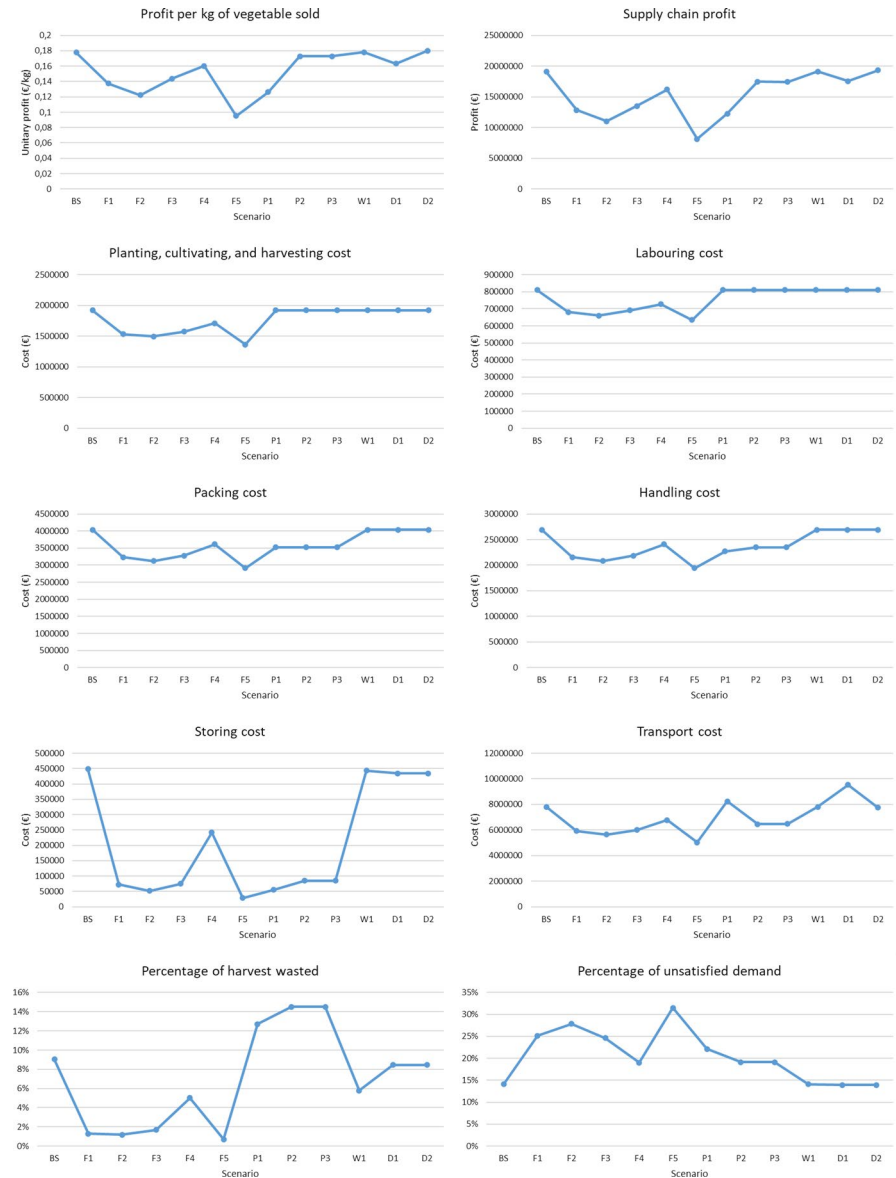 Profit per kg of vegetable sold
Unitary profit (€/kg)
0,2
0,18
0,16
0,14
0,12
0,1
0,08
0,06
0,04
0,02
0
BS F1 F2 F3 F4 F5 P1 P2 P3 W1 D1 D2
Scenario
Supply chain profit
Profit (€)
25000000
20000000
15000000
10000000
5000000
0
BS F1 F2 F3 F4 F5 P1 P2 P3 W1 D1 D2
Scenario
Planting, cultivating, and harvesting cost
Cost (€)
2500000
2000000
1500000
1000000
500000
0
BS F1 F2 F3 F4 F5 P1 P2 P3 W1 D1 D2
Scenario
Labouring cost
Cost (€)
900000
800000
700000
600000
500000
400000
300000
200000
100000
0
BS F1 F2 F3 F4 F5 P1 P2 P3 W1 D1 D2
Scenario
Packing cost
Cost (€)
4500000
4000000
3500000
3000000
2500000
2000000
1500000
1000000
500000
0
BS F1 F2 F3 F4 F5 P1 P2 P3 W1 D1 D2
Scenario
Handling cost
Cost (€)
3000000
2500000
2000000
1500000
1000000
500000
0
BS F1 F2 F3 F4 F5 P1 P2 P3 W1 D1 D2
Scenario
Storing cost
Cost (€)
500000
450000
400000
350000
300000
250000
200000
150000
100000
50000
0
BS F1 F2 F3 F4 F5 P1 P2 P3 W1 D1 D2
Scenario
Transport cost
Cost (€)
12000000
10000000
8000000
6000000
4000000
2000000
0
BS F1 F2 F3 F4 F5 P1 P2 P3 W1 D1 D2
Scenario
Percentage of harvest wasted
16%
14%
12%
10%
8%
6%
4%
2%
0%
BS F1 F2 F3 F4 F5 P1 P2 P3 W1 D1 D2
Scenario
Percentage of unsatisfied demand
35%
30%
25%
20%
15%
10%
5%
0%
BS F1 F2 F3 F4 F5 P1 P2 P3 W1 D1 D2
Scenario